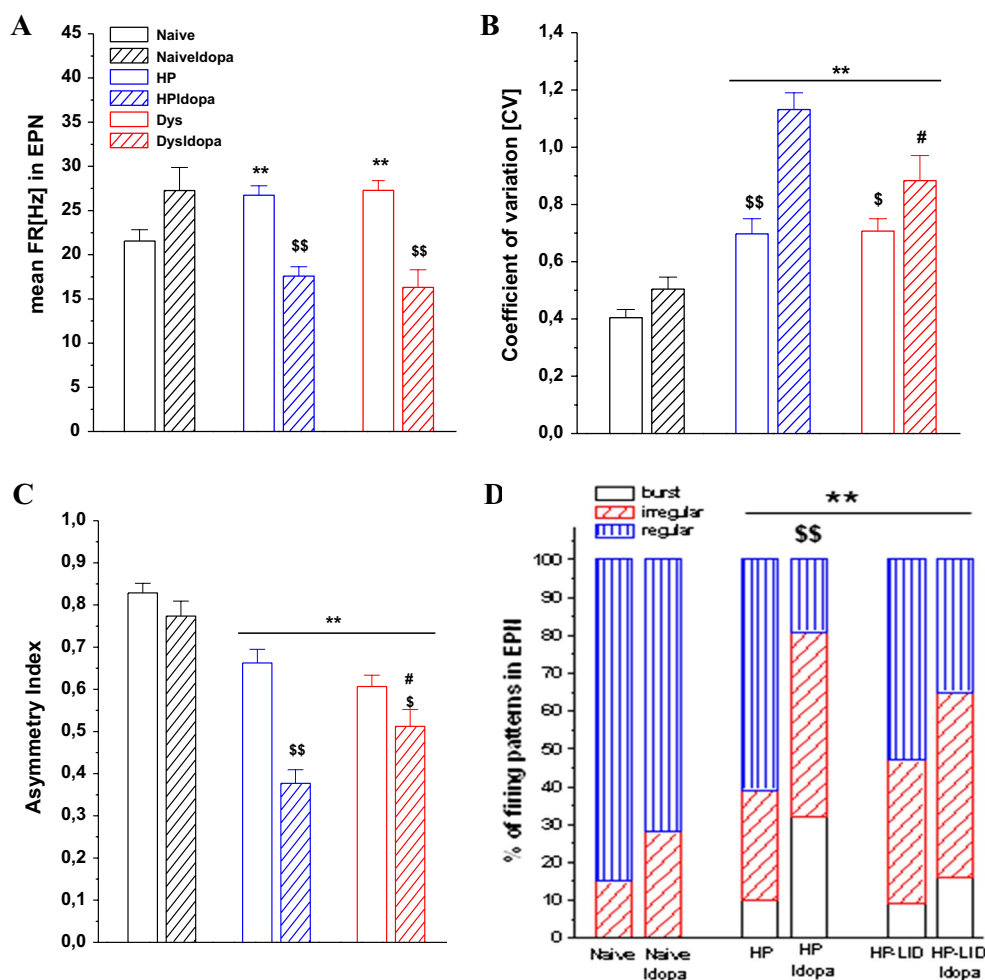 A
mean FR[Hz] in EPN
45
40
35
30
25
20
15
10
5
0
Naive
Naiveldopa
HP
HPldopa
Dys
Dysldopa
**
$$
**
$$
B
Coefficient of variation [CV]
1,4
1,2
1,0
0,8
0,6
0,4
0,2
0,0
**
$$
$
#
C
Asymmetry Index
1,0
0,9
0,8
0,7
0,6
0,5
0,4
0,3
0,2
0,1
0,0
**
$$
#
$
D
burst
irregular
regular
**
$$
% of firing patterns in EPN
100
90
80
70
60
50
40
30
20
10
0
Naive
Naive
ldopa
HP
HP
ldopa
HP-LID
HP-LID
ldopa